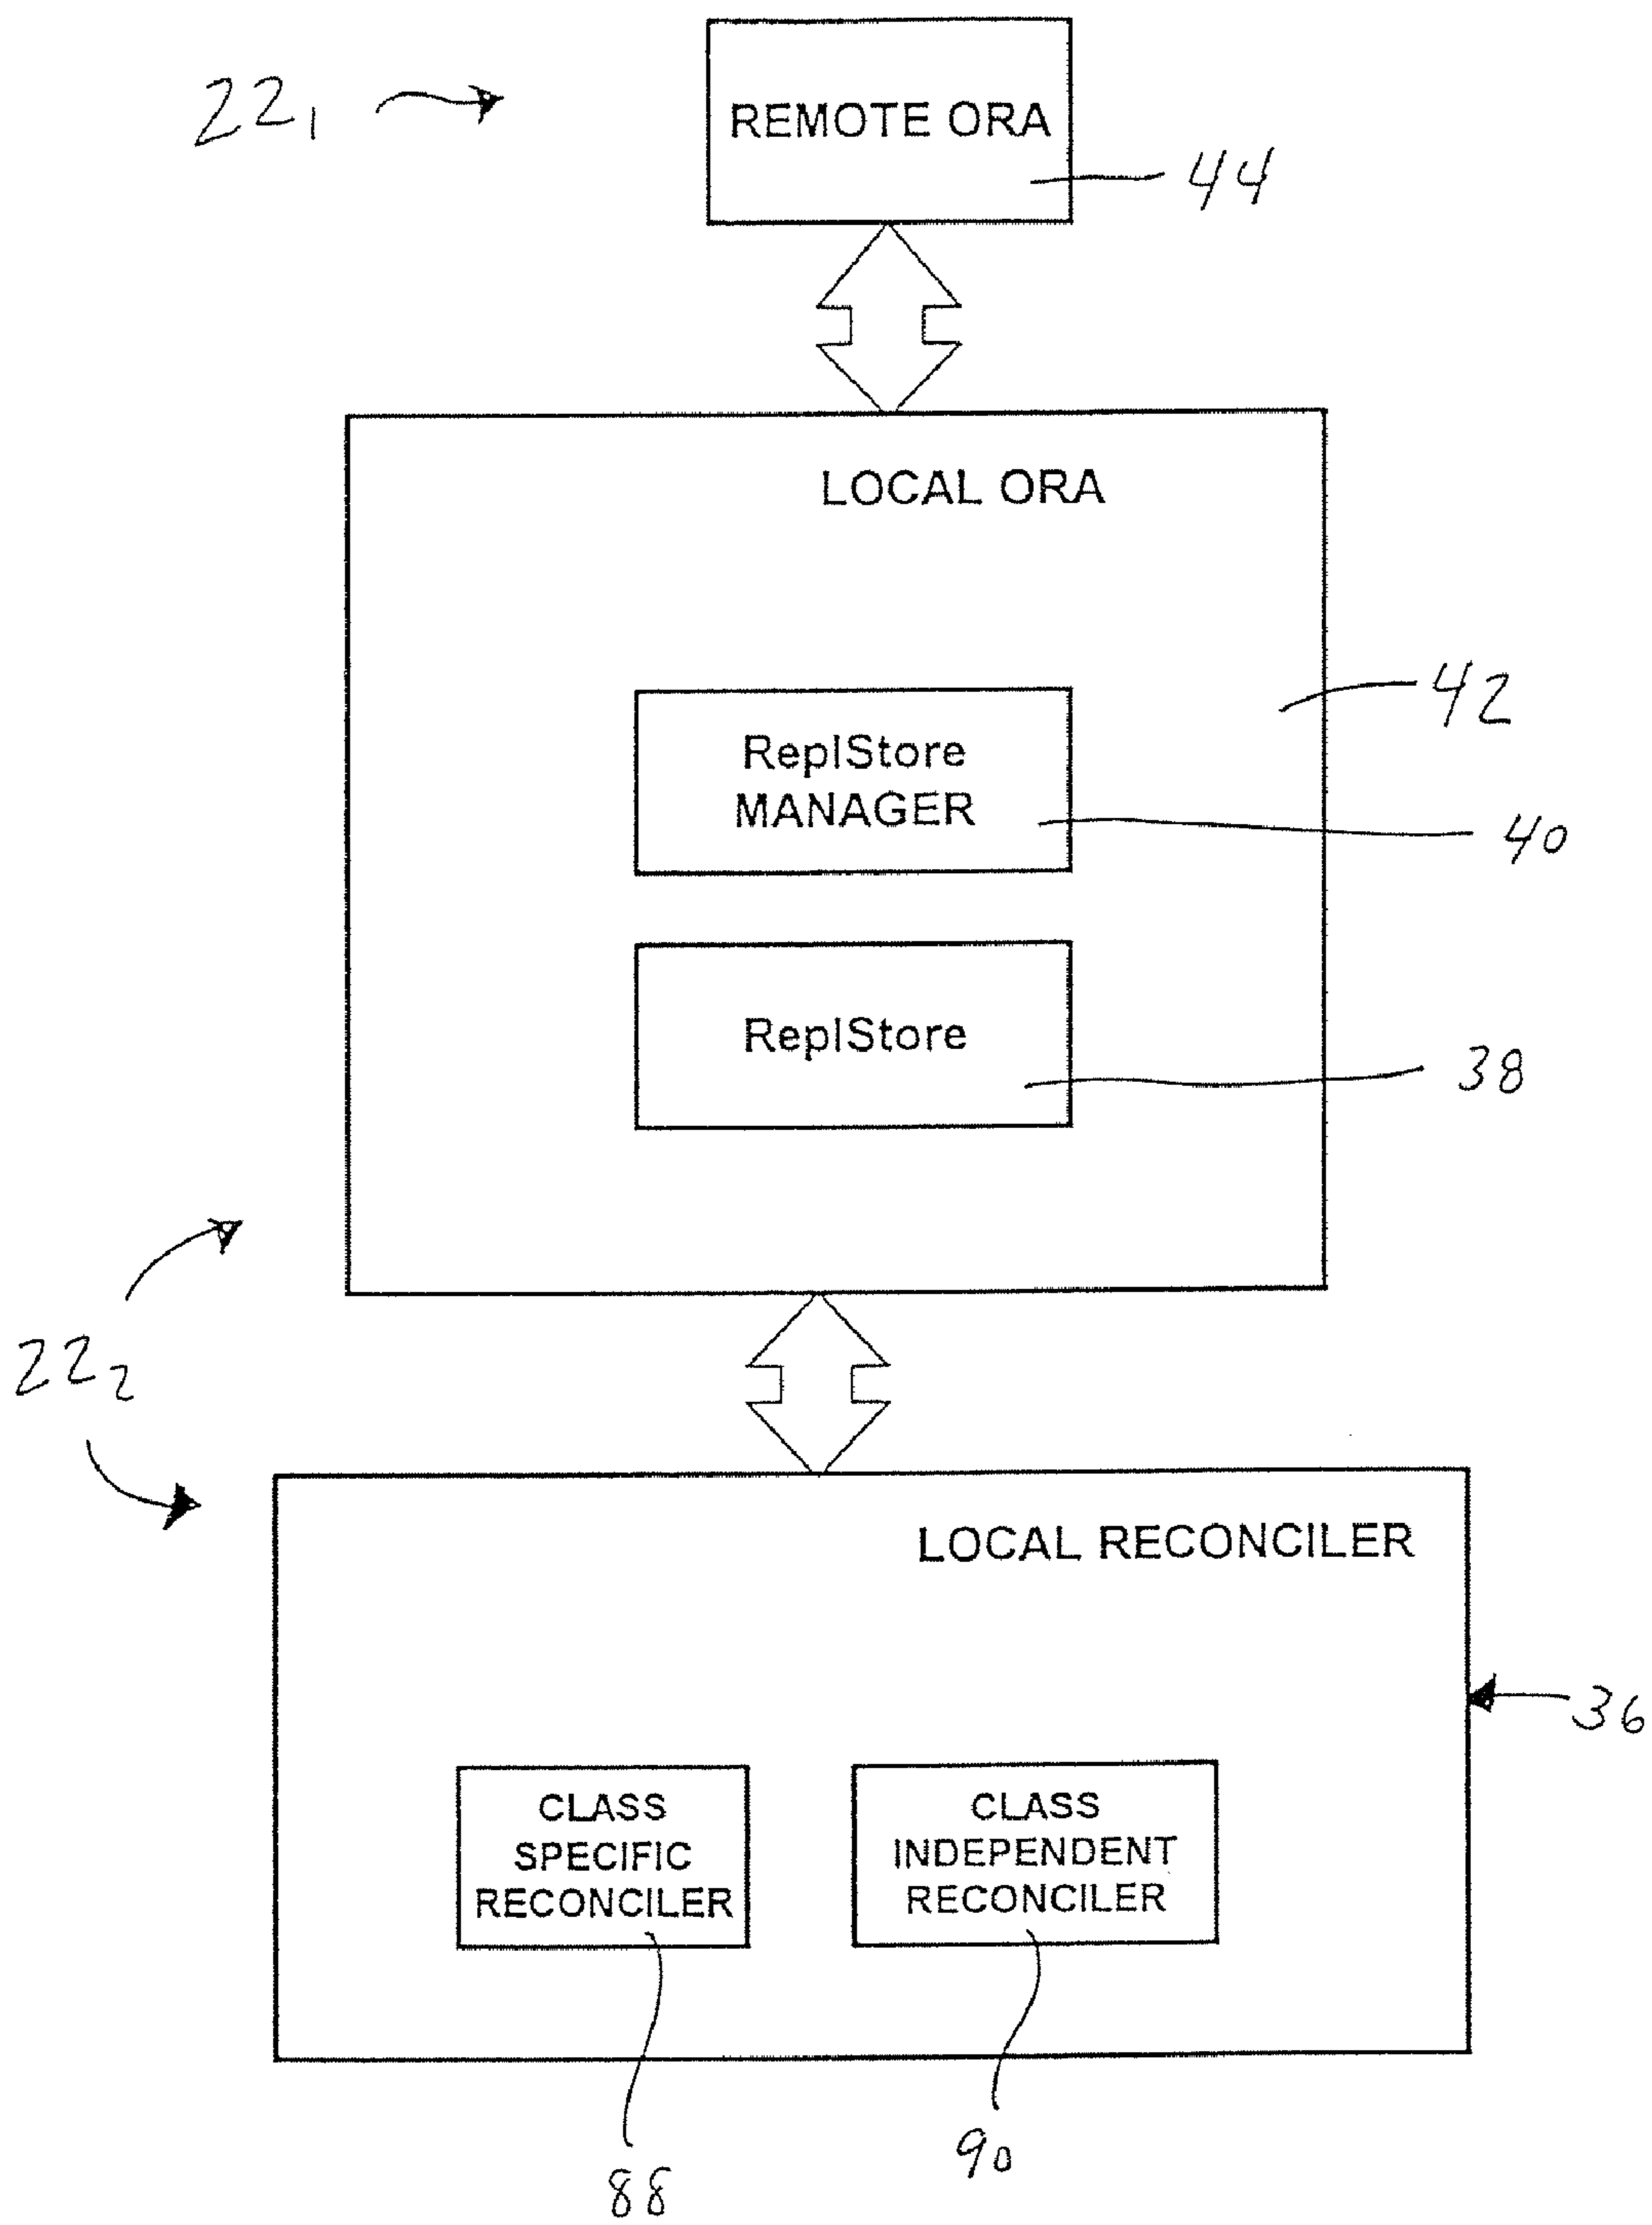 22₁
REMOTE ORA
44
LOCAL ORA
42
ReplStore
MANAGER
40
ReplStore
38
22₂
LOCAL RECONCILER
36
CLASS
SPECIFIC
RECONCILER
CLASS
INDEPENDENT
RECONCILER
88
90